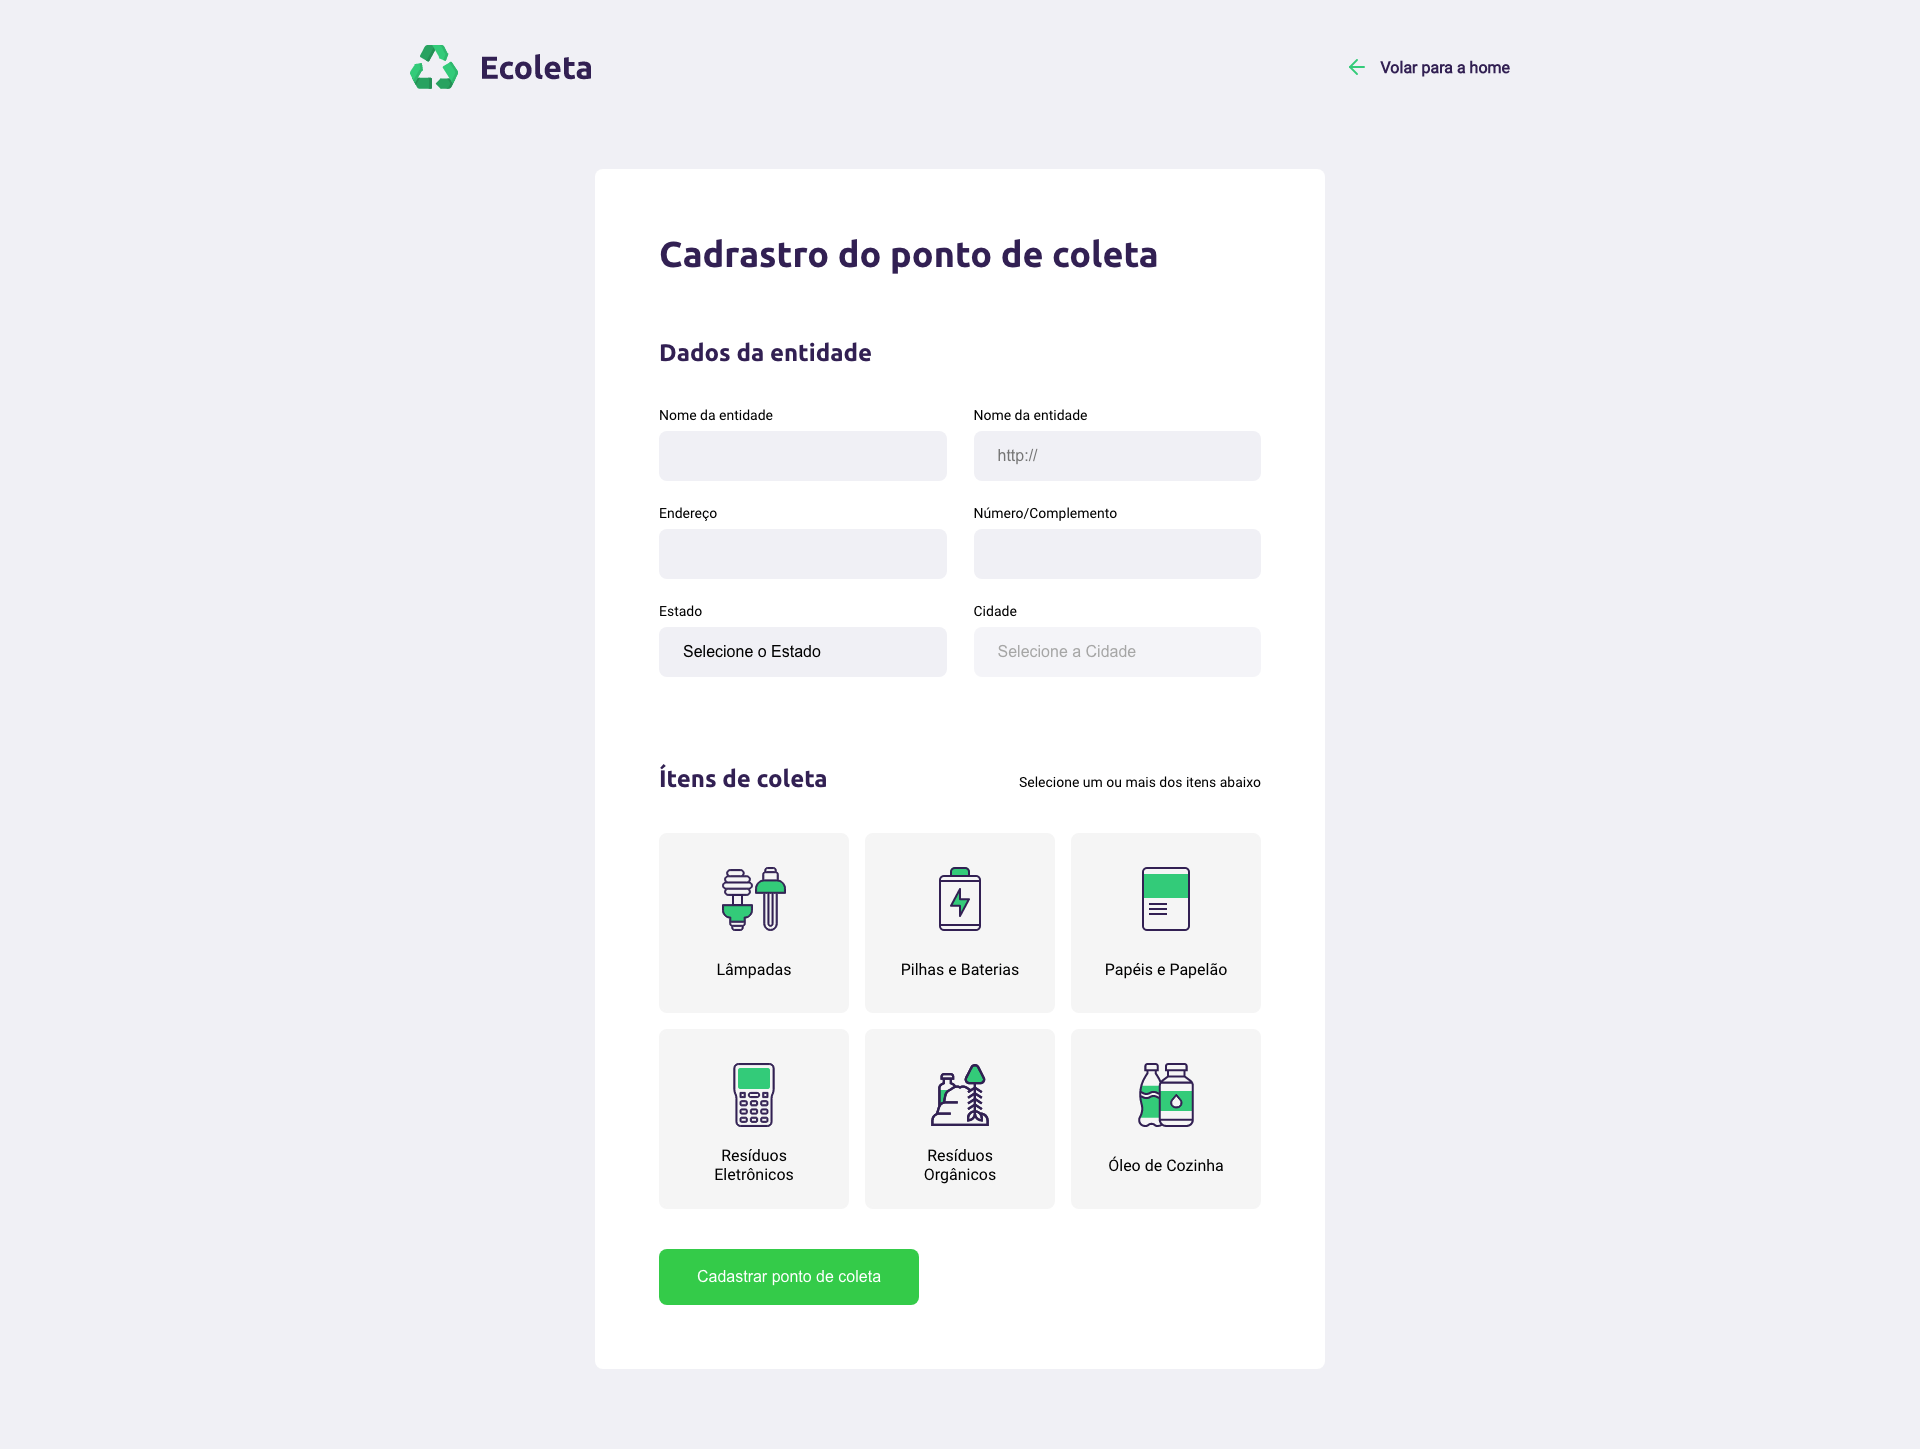 Ecoleta
Volar para a home
Cadrastro do ponto de coleta
Dados da entidade
Nome da entidade
Nome da entidade
http://
Endereço
Número/Complemento
Estado
Cidade
Selecione o Estado
Selecione a Cidade
Ítens de coleta
Selecione um ou mais dos itens abaixo
Lâmpadas
Pilhas e Baterias
Papéis e Papelão
Resíduos
Eletrônicos
Resíduos
Orgânicos
Óleo de Cozinha
Cadastrar ponto de coleta